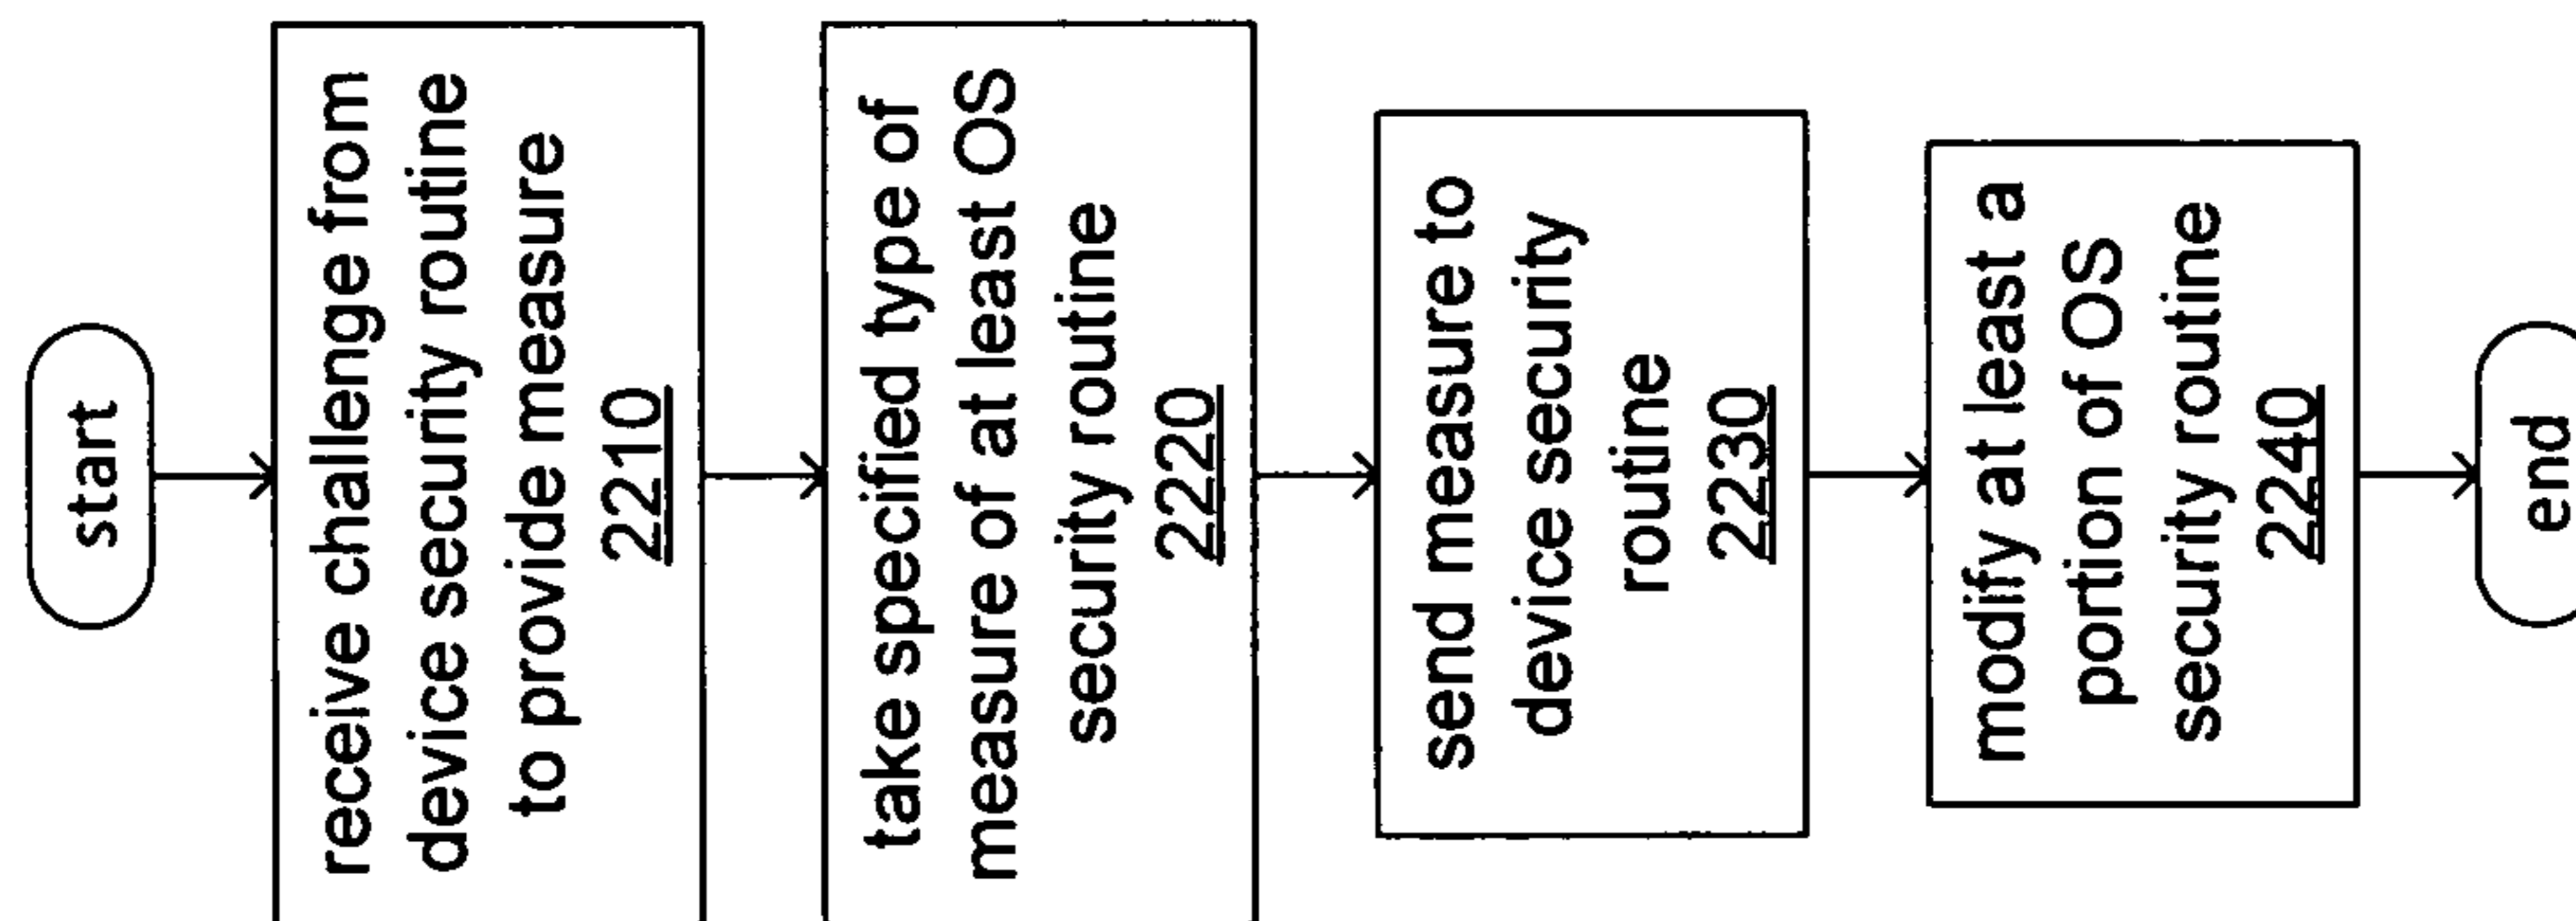 start
receive challenge from
device security routine
to provide measure
2210
take specified type of
measure of at least OS
security routine
2220
send measure to
device security
routine
2230
modify at least a
portion of OS
security routine
2240
end